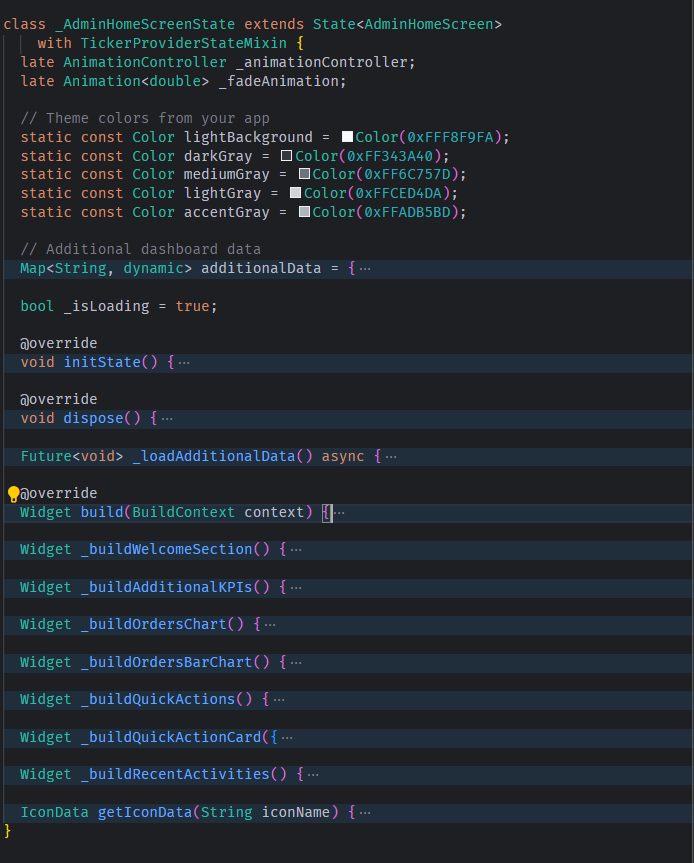 class _AdminHomeScreenState extends State<AdminHomeScreen>
    with TickerProviderStateMixin {
  late AnimationController _animationController;
  late Animation<double> _fadeAnimation;

  // Theme colors from your app
  static const Color lightBackground = Color(0xFFF8F9FA);
  static const Color darkGray = Color(0xFF343A40);
  static const Color mediumGray = Color(0xFF6C757D);
  static const Color lightGray = Color(0xFFCED4DA);
  static const Color accentGray = Color(0xFFADB5BD);

  // Additional dashboard data
  Map<String, dynamic> additionalData = {···

  bool _isLoading = true;

  @override
  void initState() {···

  @override
  void dispose() {···

  Future<void> _loadAdditionalData() async {···

  @override
  Widget build(BuildContext context) {···

  Widget _buildWelcomeSection() {···

  Widget _buildAdditionalKPIs() {···

  Widget _buildOrdersChart() {···

  Widget _buildOrdersBarChart() {···

  Widget _buildQuickActions() {···

  Widget _buildQuickActionCard({···

  Widget _buildRecentActivities() {···

  IconData getIconData(String iconName) {···
}